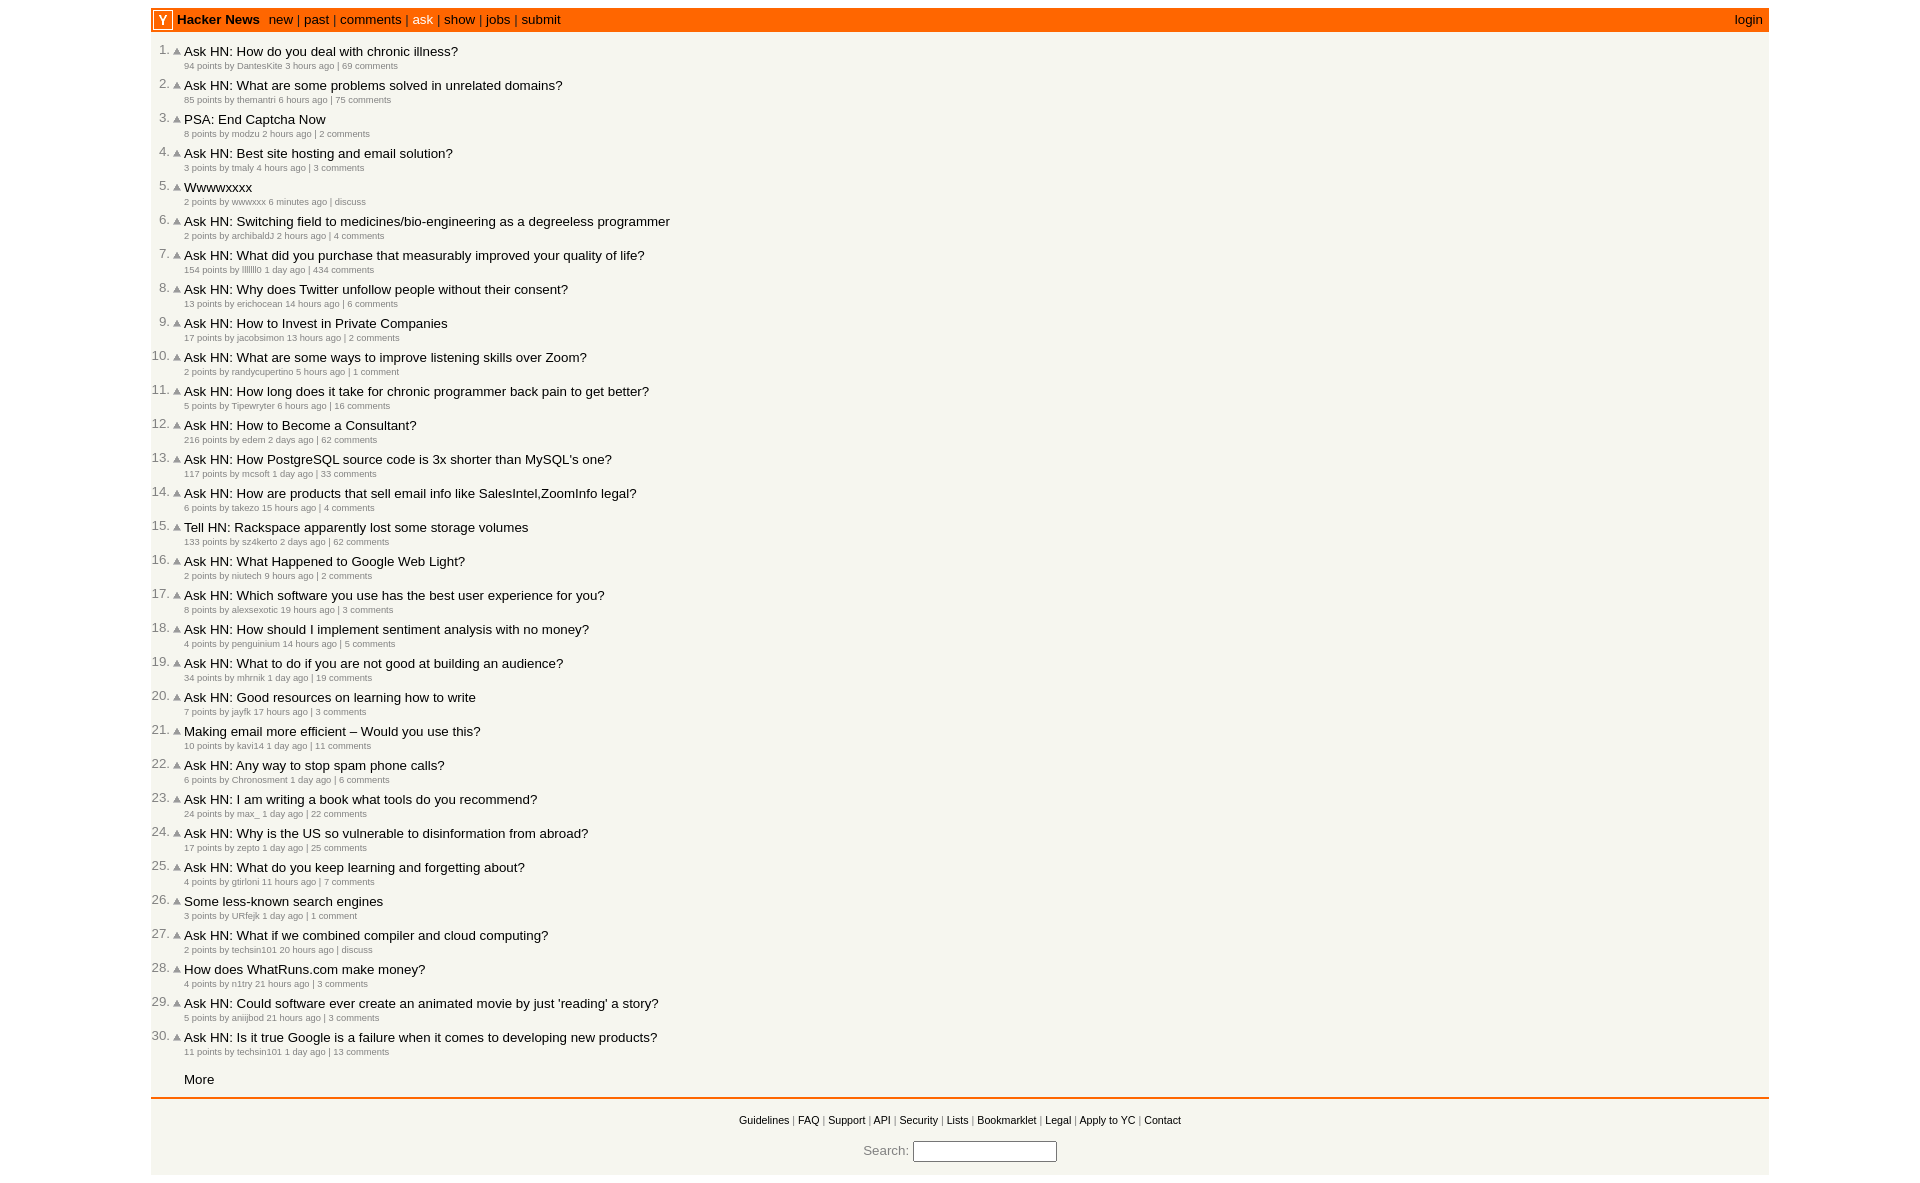 Y Hacker News new | past | comments | ask | show | jobs | submit login
1. Ask HN: How do you deal with chronic illness?
94 points by DantesKite 3 hours ago | 69 comments
2. Ask HN: What are some problems solved in unrelated domains?
85 points by themantri 6 hours ago | 75 comments
3. PSA: End Captcha Now
8 points by modzu 2 hours ago | 2 comments
4. Ask HN: Best site hosting and email solution?
3 points by tmaly 4 hours ago | 3 comments
5. Wwwwxxxx
2 points by wwwxxx 6 minutes ago | discuss
6. Ask HN: Switching field to medicines/bio-engineering as a degreeless programmer
2 points by archibaldJ 2 hours ago | 4 comments
7. Ask HN: What did you purchase that measurably improved your quality of life?
154 points by 1 day ago | 434 comments
8. Ask HN: Why does Twitter unfollow people without their consent?
13 points by erichocean 14 hours ago | 6 comments
9. Ask HN: How to Invest in Private Companies
17 points by jacobsimon 13 hours ago | 2 comments
10. Ask HN: What are some ways to improve listening skills over Zoom?
2 points by randycupertino 5 hours ago | 1 comment
11. Ask HN: How long does it take for chronic programmer back pain to get better?
5 points by Tipewryter 6 hours ago | 16 comments
12. Ask HN: How to Become a Consultant?
216 points by edem 2 days ago | 62 comments
13. Ask HN: How PostgreSQL source code is 3x shorter than MySQL's one?
117 points by mcsoft 1 day ago | 33 comments
14. Ask HN: How are products that sell email info like SalesIntel,ZoomInfo legal?
6 points by takezo 15 hours ago | 4 comments
15. Tell HN: Rackspace apparently lost some storage volumes
133 points by sz4kerto 2 days ago | 62 comments
16. Ask HN: What Happened to Google Web Light?
2 points by niutech 9 hours ago | 2 comments
17. Ask HN: Which software you use has the best user experience for you?
8 points by alexsexotic 19 hours ago | 3 comments
18. Ask HN: How should I implement sentiment analysis with no money?
4 points by penguinium 14 hours ago | 5 comments
19. Ask HN: What to do if you are not good at building an audience?
34 points by mhrnik 1 day ago | 19 comments
20. Ask HN: Good resources on learning how to write
7 points by jayfk 17 hours ago | 3 comments
21. Making email more efficient – Would you use this?
10 points by kavi14 1 day ago | 11 comments
22. Ask HN: Any way to stop spam phone calls?
6 points by Chronosment 1 day ago | 6 comments
23. Ask HN: I am writing a book what tools do you recommend?
24 points by max_ 1 day ago | 22 comments
24. Ask HN: Why is the US so vulnerable to disinformation from abroad?
17 points by zepto 1 day ago | 25 comments
25. Ask HN: What do you keep learning and forgetting about?
4 points by gtirloni 11 hours ago | 7 comments
26. Some less-known search engines
3 points by URfejk 1 day ago | 1 comment
27. Ask HN: What if we combined compiler and cloud computing?
2 points by techsin101 20 hours ago | discuss
28. How does WhatRuns.com make money?
4 points by n1try 21 hours ago | 3 comments
29. Ask HN: Could software ever create an animated movie by just 'reading' a story?
5 points by aniijbod 21 hours ago | 3 comments
30. Ask HN: Is it true Google is a failure when it comes to developing new products?
11 points by techsin101 1 day ago | 13 comments
More
Guidelines | FAQ | Support | API | Security | Lists | Bookmarklet | Legal | Apply to YC | Contact
Search: